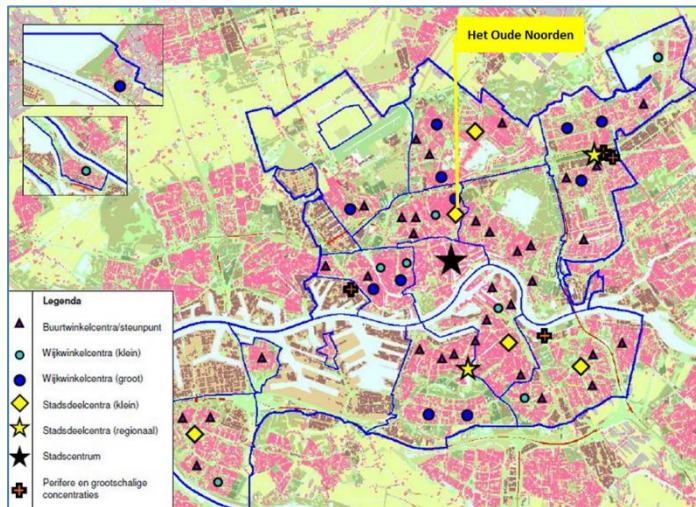 Het Oude Noorden
Legenda
Buurtwinkelcentra/steunpunt
Wijkwinkelcentra (klein)
Wijkwinkelcentra (groot)
Stadsdeelcentra (klein)
Stadsdeelcentra (regionaal)
Stadscentrum
Perifere en grootschalige
concentraties